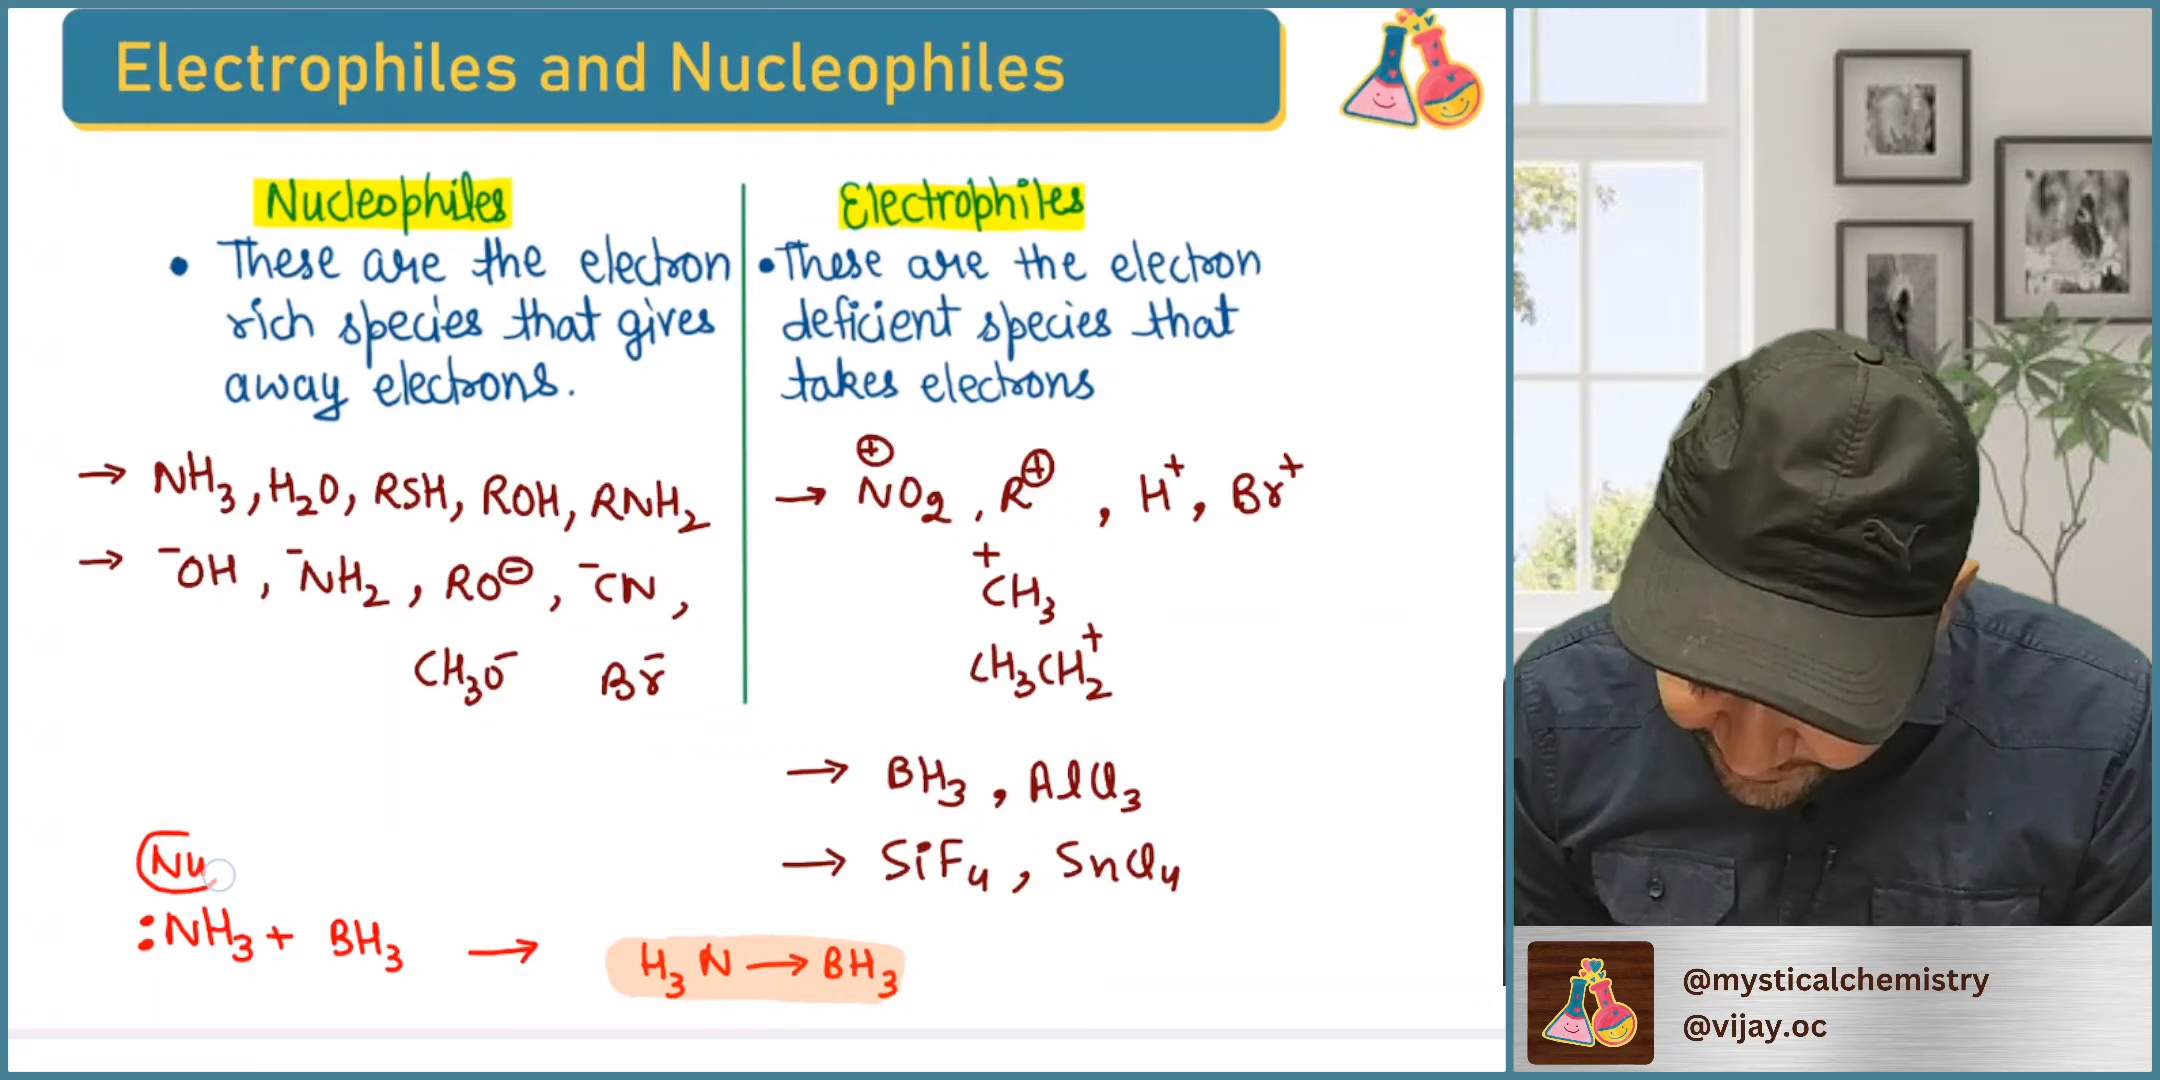 Electrophiles and Nucleophiles
Nucleophiles
• These are the electron
rich species that gives
away electrons.
→ NH₃, H₂O, RSH, ROH, RNH₂
→ ⁻OH, ⁻NH₂, RO⊖, ⁻CN,
CH₃O⁻ Br⁻
Electrophiles
• These are the electron
deficient species that
takes electrons
→ ⊕NO₂, R⊕, H⁺, Br⁺
⁺CH₃
CH₃CH₂⁺
→ BH₃, AlCl₃
→ SiF₄, SnCl₄
Nu
:NH₃ + BH₃ → H₃N→BH₃
@mysticalchemistry
@vijay.oc